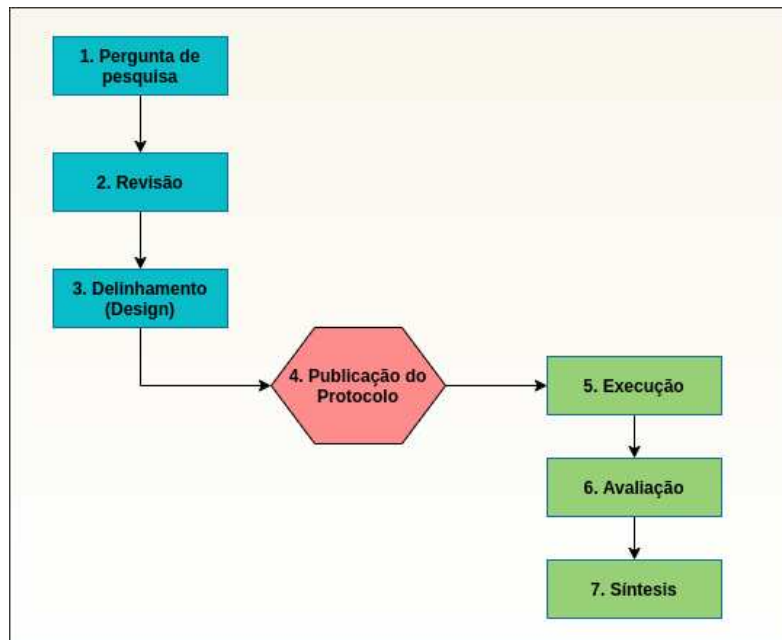 1. Pergunta de
pesquisa
2. Revisão
3. Delinhamento
(Design)
4. Publicação do
Protocolo
5. Execução
6. Avaliação
7. Síntesis